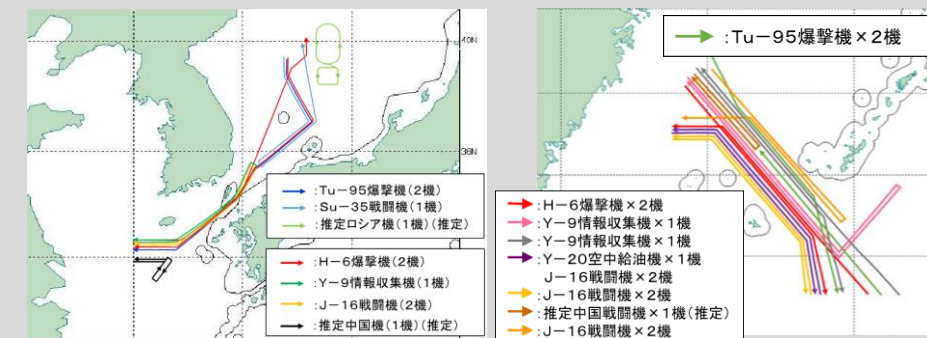 40N
36N
:Tu−95爆撃機(2機)
:Su−35戦闘機(1機)
:推定ロシア機(1機)(推定)
:H−6爆撃機(2機)
:Y−9情報収集機(1機)
:J−16戦闘機(2機)
:推定中国機(1機)(推定)
:Tu−95爆撃機×2機
:H−6爆撃機×2機
:Y−9情報収集機×1機
:Y−9情報収集機×1機
:Y−20空中給油機×1機
J−16戦闘機×2機
:J−16戦闘機×2機
:推定中国戦闘機×1機(推定)
:J−16戦闘機×2機